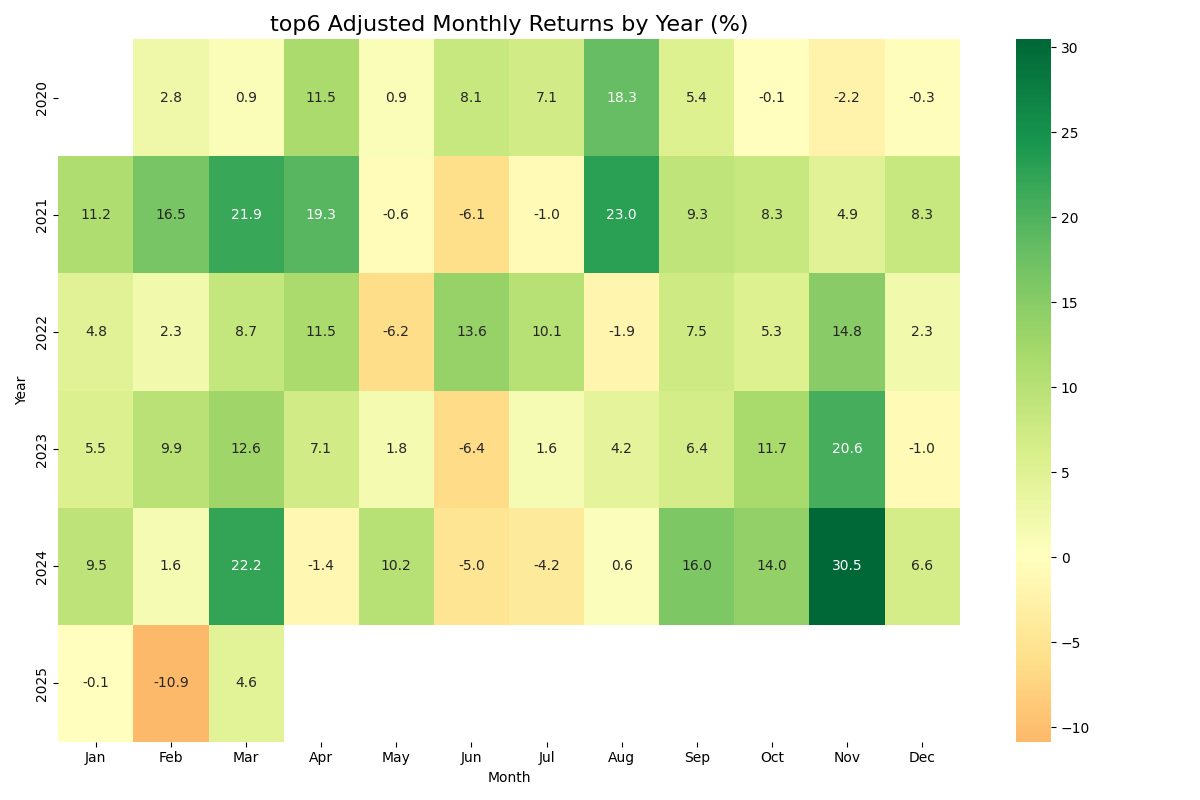 top6 Adjusted Monthly Returns by Year (%)
2020 2.8 0.9 11.5 0.9 8.1 7.1 18.3 5.4 -0.1 -2.2 -0.3
2021 11.2 16.5 21.9 19.3 -0.6 -6.1 -1.0 23.0 9.3 8.3 4.9 8.3
2022 4.8 2.3 8.7 11.5 -6.2 13.6 10.1 -1.9 7.5 5.3 14.8 2.3
Year
2023 5.5 9.9 12.6 7.1 1.8 -6.4 1.6 4.2 6.4 11.7 20.6 -1.0
2024 9.5 1.6 22.2 -1.4 10.2 -5.0 -4.2 0.6 16.0 14.0 30.5 6.6
2025 -0.1 -10.9 4.6
Jan Feb Mar Apr May Jun Jul Aug Sep Oct Nov Dec
Month
30
25
20
15
10
5
0
−5
−10